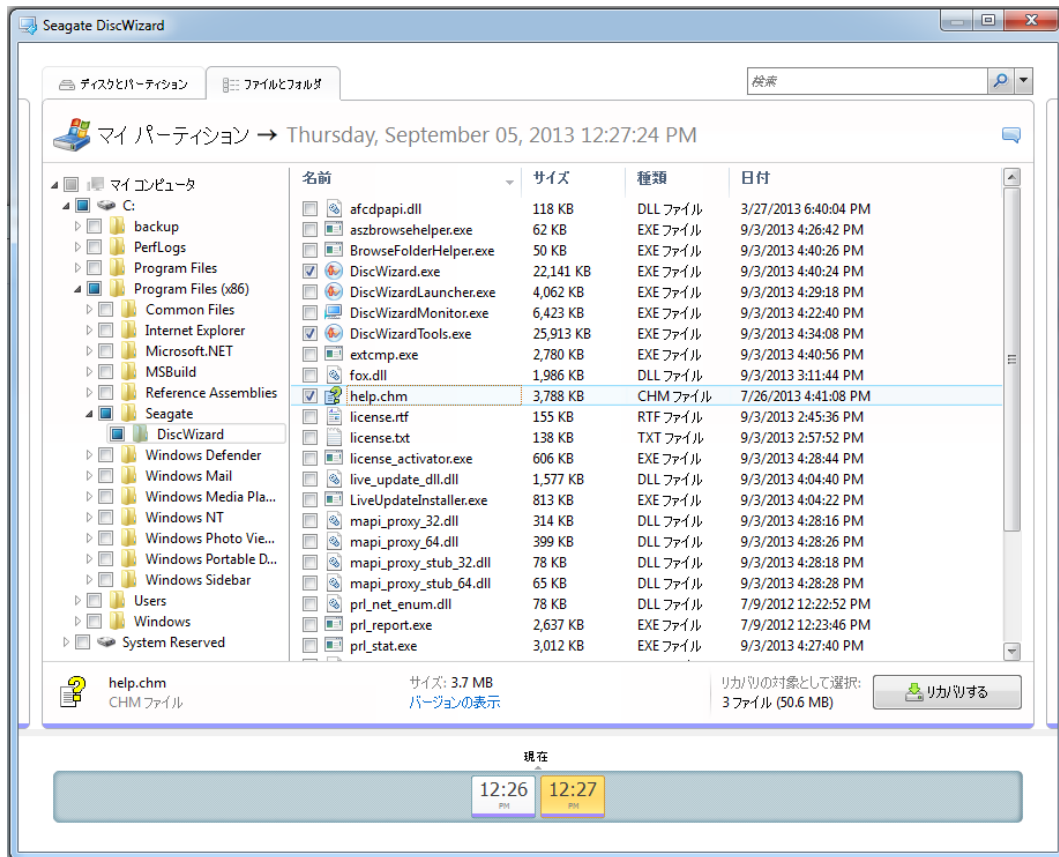 Seagate DiscWizard
ディスクとパーティション
ファイルとフォルダ
検索
マイ パーティション → Thursday, September 05, 2013 12:27:24 PM
マイ コンピュータ
C:
backup
PerfLogs
Program Files
Program Files (x86)
Common Files
Internet Explorer
Microsoft.NET
MSBuild
Reference Assemblies
Seagate
DiscWizard
Windows Defender
Windows Mail
Windows Media Pla...
Windows NT
Windows Photo Vie...
Windows Portable D...
Windows Sidebar
Users
Windows
System Reserved
名前 サイズ 種類 日付
afcdpapi.dll 118 KB DLL ファイル 3/27/2013 6:40:04 PM
aszbrowsehelper.exe 62 KB EXE ファイル 9/3/2013 4:26:42 PM
BrowseFolderHelper.exe 50 KB EXE ファイル 9/3/2013 4:40:26 PM
DiscWizard.exe 22,141 KB EXE ファイル 9/3/2013 4:40:24 PM
DiscWizardLauncher.exe 4,062 KB EXE ファイル 9/3/2013 4:29:18 PM
DiscWizardMonitor.exe 6,423 KB EXE ファイル 9/3/2013 4:22:40 PM
DiscWizardTools.exe 25,913 KB EXE ファイル 9/3/2013 4:34:08 PM
extcmp.exe 2,780 KB EXE ファイル 9/3/2013 4:40:56 PM
fox.dll 1,986 KB DLL ファイル 9/3/2013 3:11:44 PM
help.chm 3,788 KB CHM ファイル 7/26/2013 4:41:08 PM
license.rtf 155 KB RTF ファイル 9/3/2013 2:45:36 PM
license.txt 138 KB TXT ファイル 9/3/2013 2:57:52 PM
license_activator.exe 606 KB EXE ファイル 9/3/2013 4:28:44 PM
live_update_dll.dll 1,577 KB DLL ファイル 9/3/2013 4:04:40 PM
LiveUpdateInstaller.exe 813 KB EXE ファイル 9/3/2013 4:04:22 PM
mapi_proxy_32.dll 314 KB DLL ファイル 9/3/2013 4:28:16 PM
mapi_proxy_64.dll 399 KB DLL ファイル 9/3/2013 4:28:26 PM
mapi_proxy_stub_32.dll 78 KB DLL ファイル 9/3/2013 4:28:18 PM
mapi_proxy_stub_64.dll 65 KB DLL ファイル 9/3/2013 4:28:28 PM
prl_net_enum.dll 78 KB DLL ファイル 7/9/2012 12:22:52 PM
prl_report.exe 2,637 KB EXE ファイル 7/9/2012 12:23:46 PM
prl_stat.exe 3,012 KB EXE ファイル 9/3/2013 4:27:40 PM
help.chm
CHM ファイル
サイズ: 3.7 MB
バージョンの表示
リカバリの対象として選択:
3 ファイル (50.6 MB)
リカバリする
現在
12:26 PM
12:27 PM